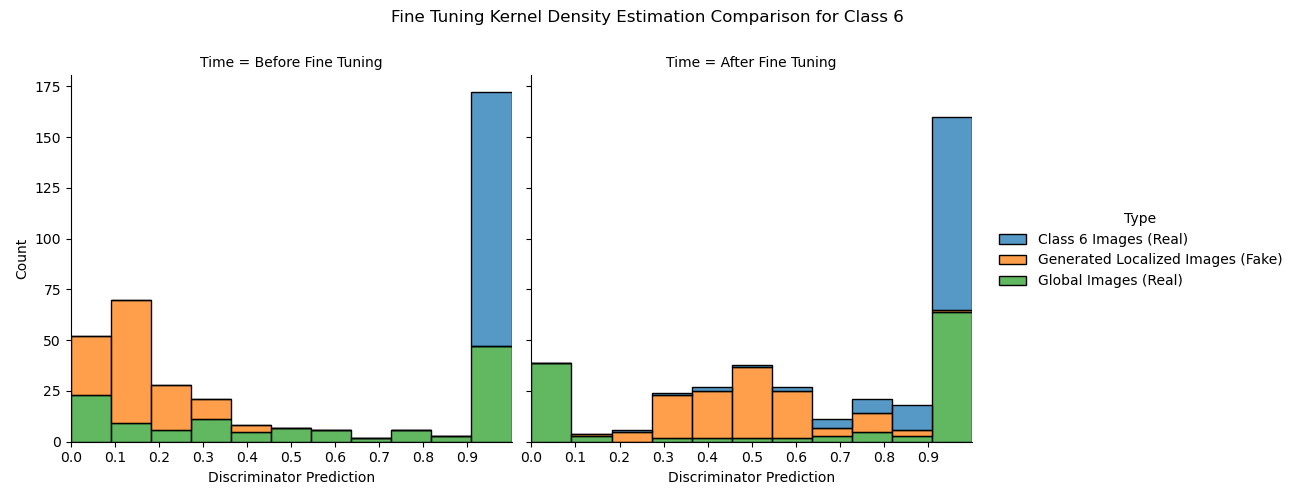 Fine Tuning Kernel Density Estimation Comparison for Class 6
Time = Before Fine Tuning
Time = After Fine Tuning
175
150
125
100
75
50
25
0
Count
0.0 0.1 0.2 0.3 0.4 0.5 0.6 0.7 0.8 0.9
0.0 0.1 0.2 0.3 0.4 0.5 0.6 0.7 0.8 0.9
Discriminator Prediction
Discriminator Prediction
Type
Class 6 Images (Real)
Generated Localized Images (Fake)
Global Images (Real)